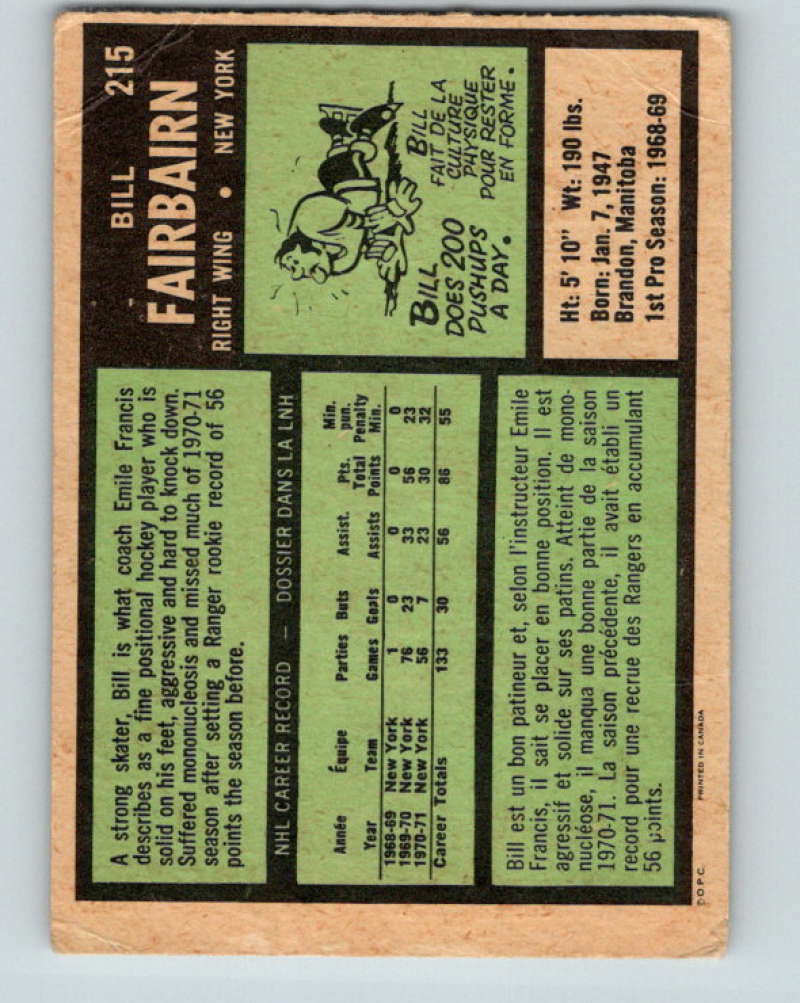 BILL 215
FAIRBAIRN
RIGHT WING • NEW YORK
A strong skater, Bill is what coach Emile Francis
describes as a fine positional hockey player who is
solid on his feet, aggressive and hard to knock down.
Suffered mononucleosis and missed much of 1970-71
season after setting a Ranger rookie record of 56
points the season before.
BILL
DOES 200
PUSHUPS
A DAY.
BILL
FAIT DE LA
CULTURE
PHYSIQUE
POUR RESTER
EN FORME.
NHL CAREER RECORD — DOSSIER DANS LA LNH
Année Équipe Parties Buts Assist. Pts. Total Min. pun.
Year Team Games Goals Assists Points Penalty Min.
1968-69 New York 1 0 0 0 0
1969-70 New York 76 23 33 56 23
1970-71 New York 56 7 23 30 32
Career Totals 133 30 56 86 55
Ht: 5' 10" Wt: 190 lbs.
Born: Jan. 7, 1947
Brandon, Manitoba
1st Pro Season: 1968-69
Bill est un bon patineur et, selon l'instructeur Emile
Francis, il sait se placer en bonne position. Il est
agressif et solide sur ses patins. Atteint de mono-
nucléose, il manqua une bonne partie de la saison
1970-71. La saison précédente, il avait établi un
record pour une recrue des Rangers en accumulant
56 points.
© O.P.C. PRINTED IN CANADA